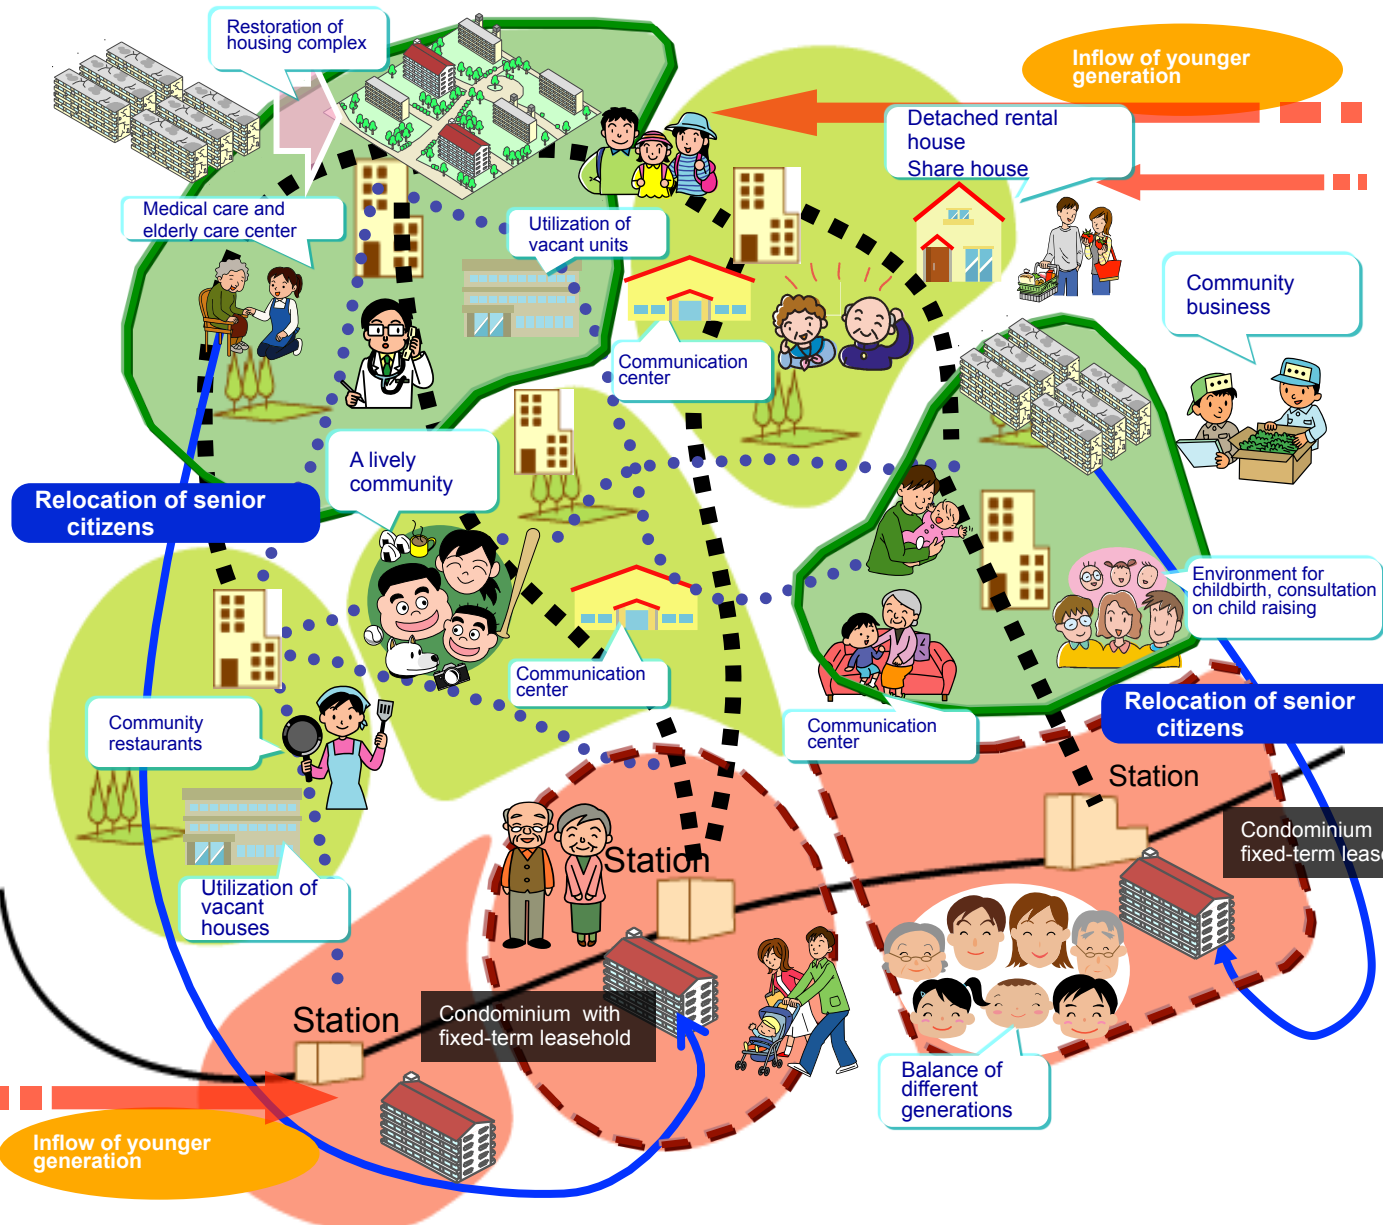 Restoration of
housing complex
Inflow of younger
generation
Detached rental
house
Share house
Medical care and
elderly care center
Utilization of
vacant units
Community
business
Communication
center
A lively
community
Relocation of senior
citizens
Environment for
childbirth, consultation
on child raising
Communication
center
Relocation of senior
citizens
Community
restaurants
Communication
center
Station
Condominium
fixed-term lease
Station
Utilization of
vacant
houses
Station
Condominium with
fixed-term leasehold
Balance of
different
generations
Inflow of younger
generation